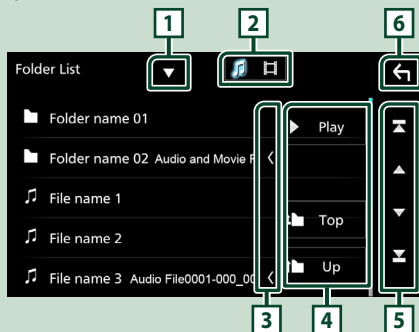 1 2 6
Folder List
Folder name 01
Play
Folder name 02 Audio and Movie
File name 1
File name 2
Top
File name 3 Audio File0001-000_00
Up
3 4 5